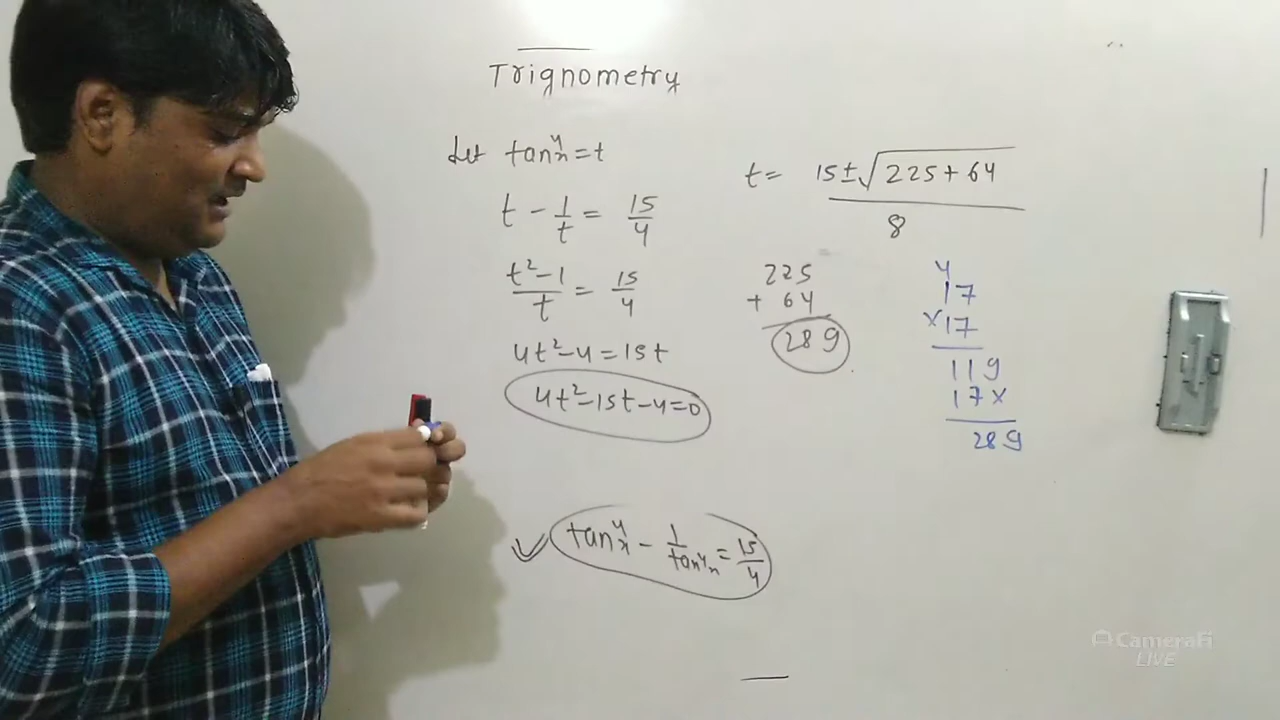 Trignometry
Let tan⁴x = t
t - 1/t = 15/4
(t² - 1)/t = 15/4
4t² - 4 = 15t
4t² - 15t - 4 = 0
tan⁴x - 1/tan⁴x = 15/4
t = (15 ± √(225 + 64))/8
225
+ 64
289
4
17
×17
119
17×
289
CameraFi
LIVE